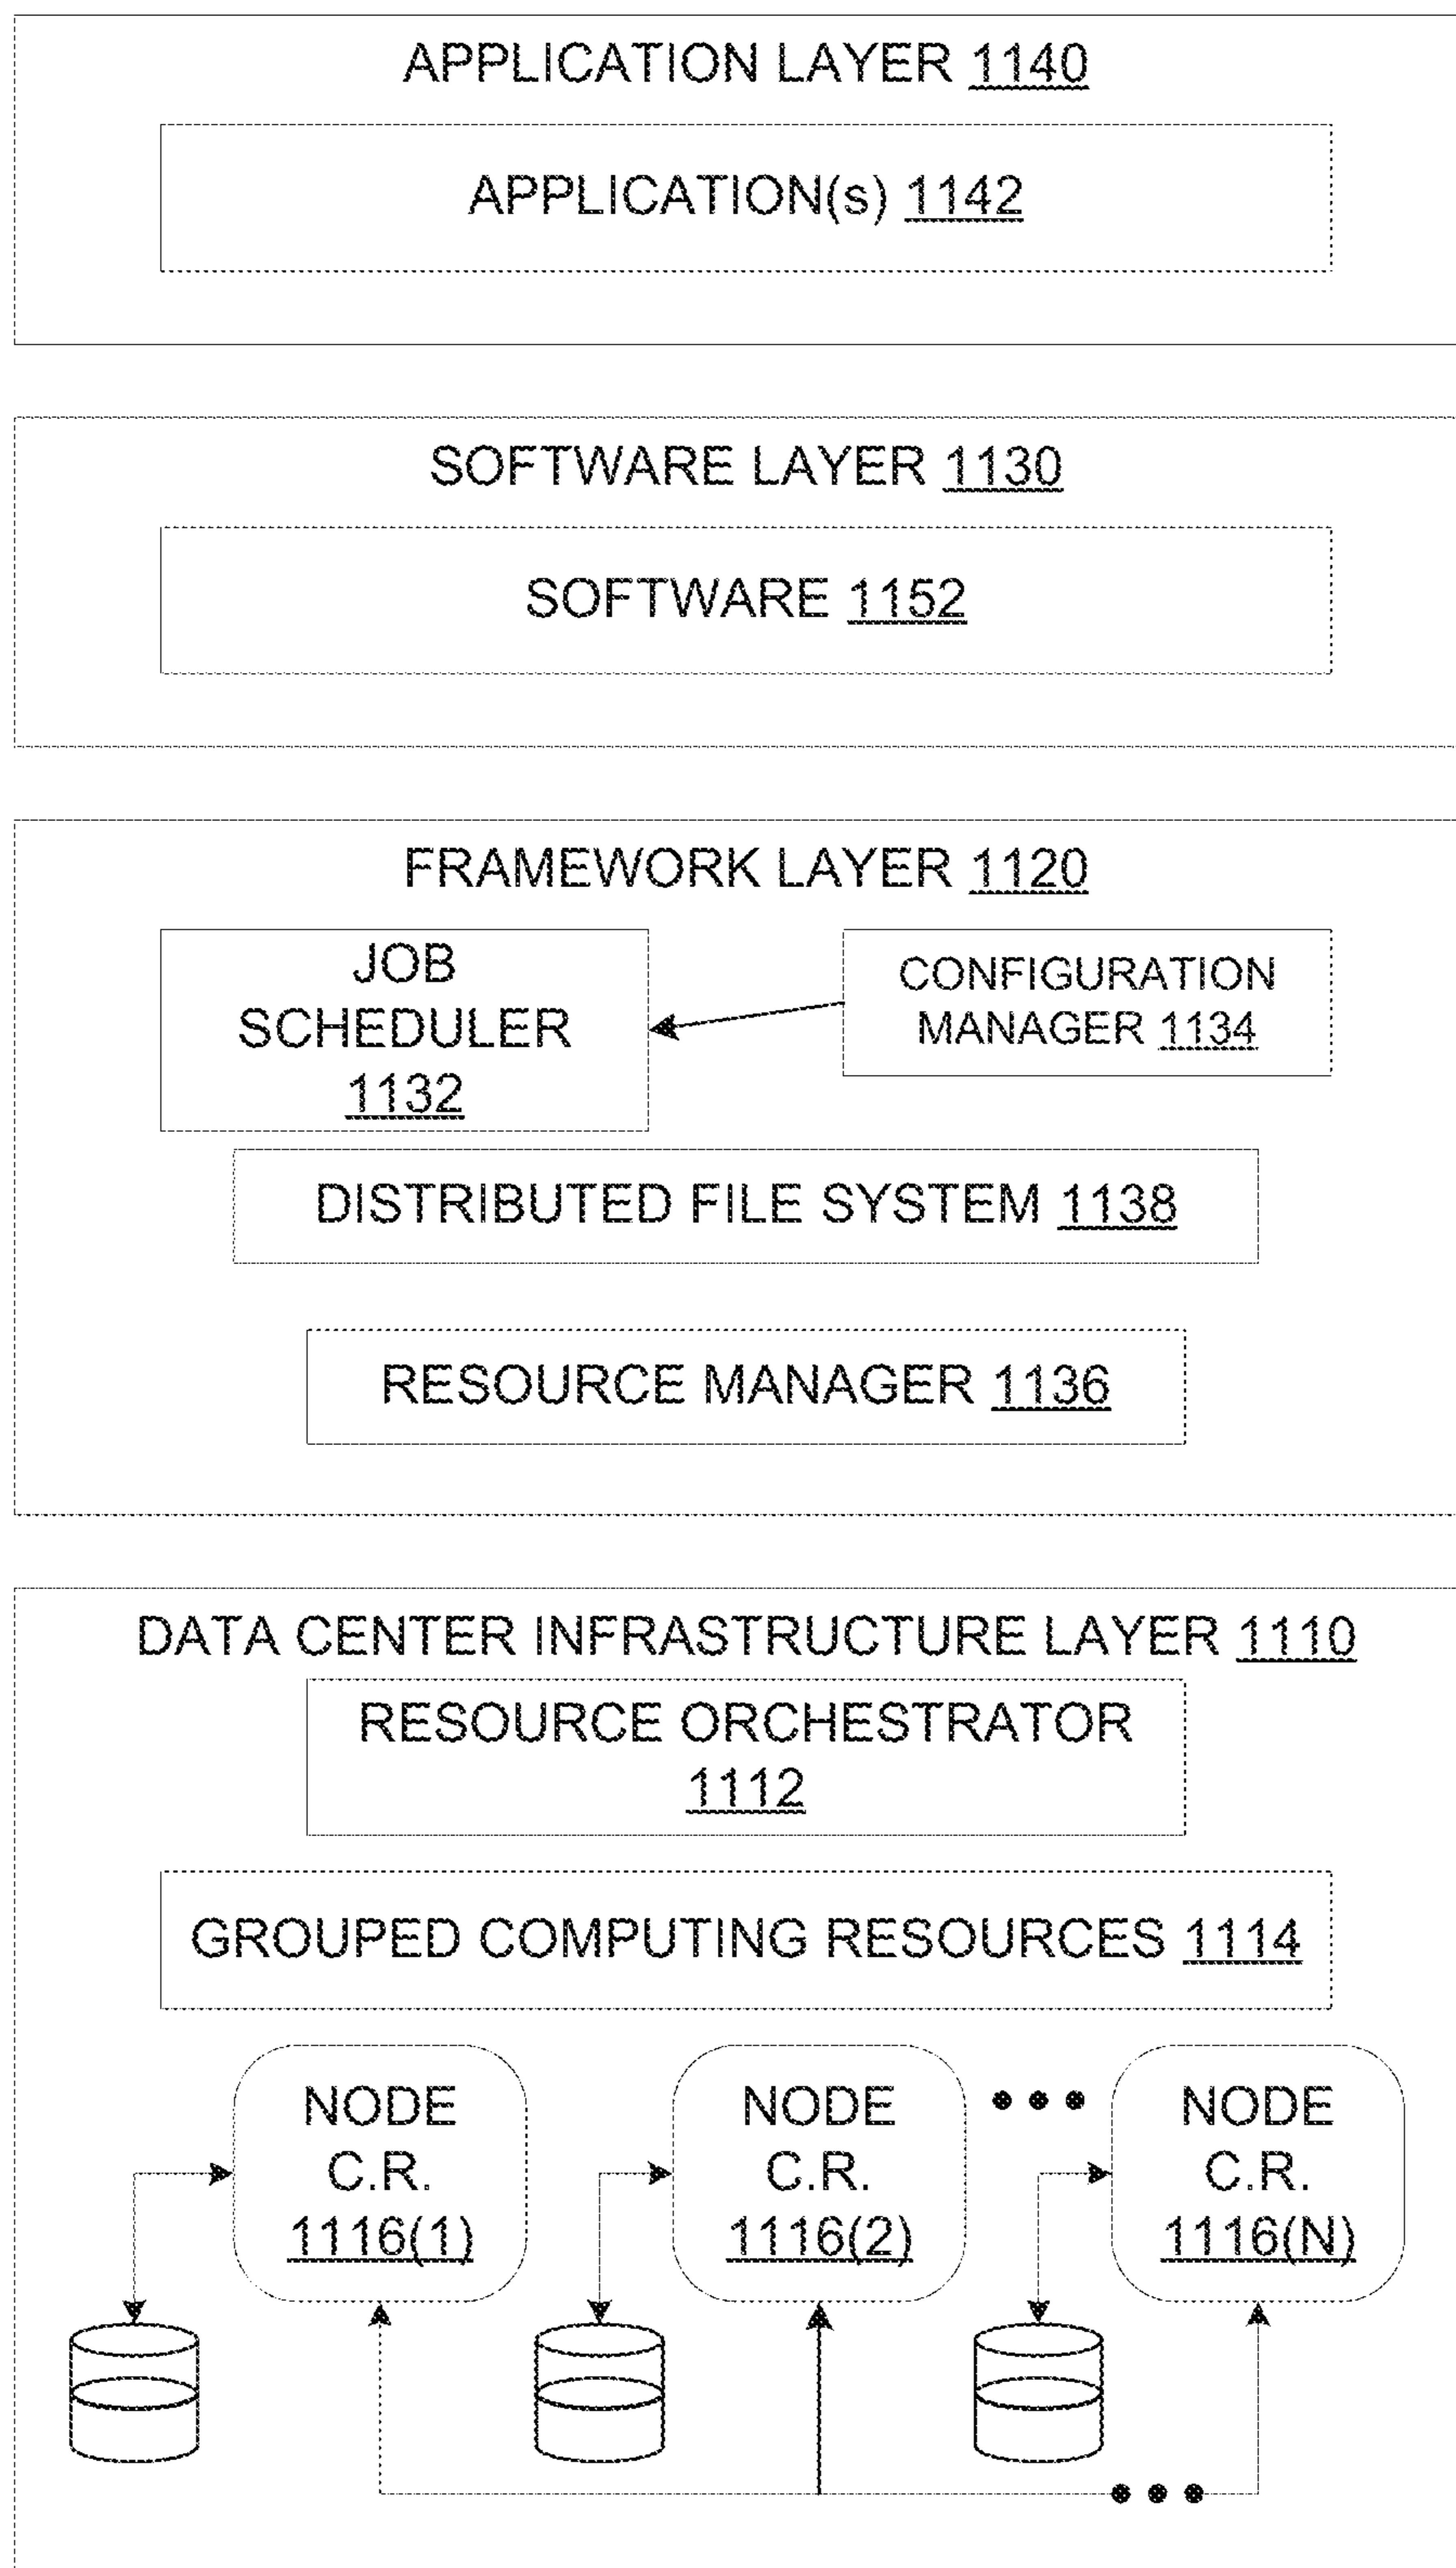 APPLICATION LAYER 1140
APPLICATION(s) 1142
SOFTWARE LAYER 1130
SOFTWARE 1152
FRAMEWORK LAYER 1120
JOB
SCHEDULER
1132
CONFIGURATION
MANAGER 1134
DISTRIBUTED FILE SYSTEM 1138
RESOURCE MANAGER 1136
DATA CENTER INFRASTRUCTURE LAYER 1110
RESOURCE ORCHESTRATOR
1112
GROUPED COMPUTING RESOURCES 1114
NODE
C.R.
1116(1)
NODE
C.R.
1116(2)
NODE
C.R.
1116(N)